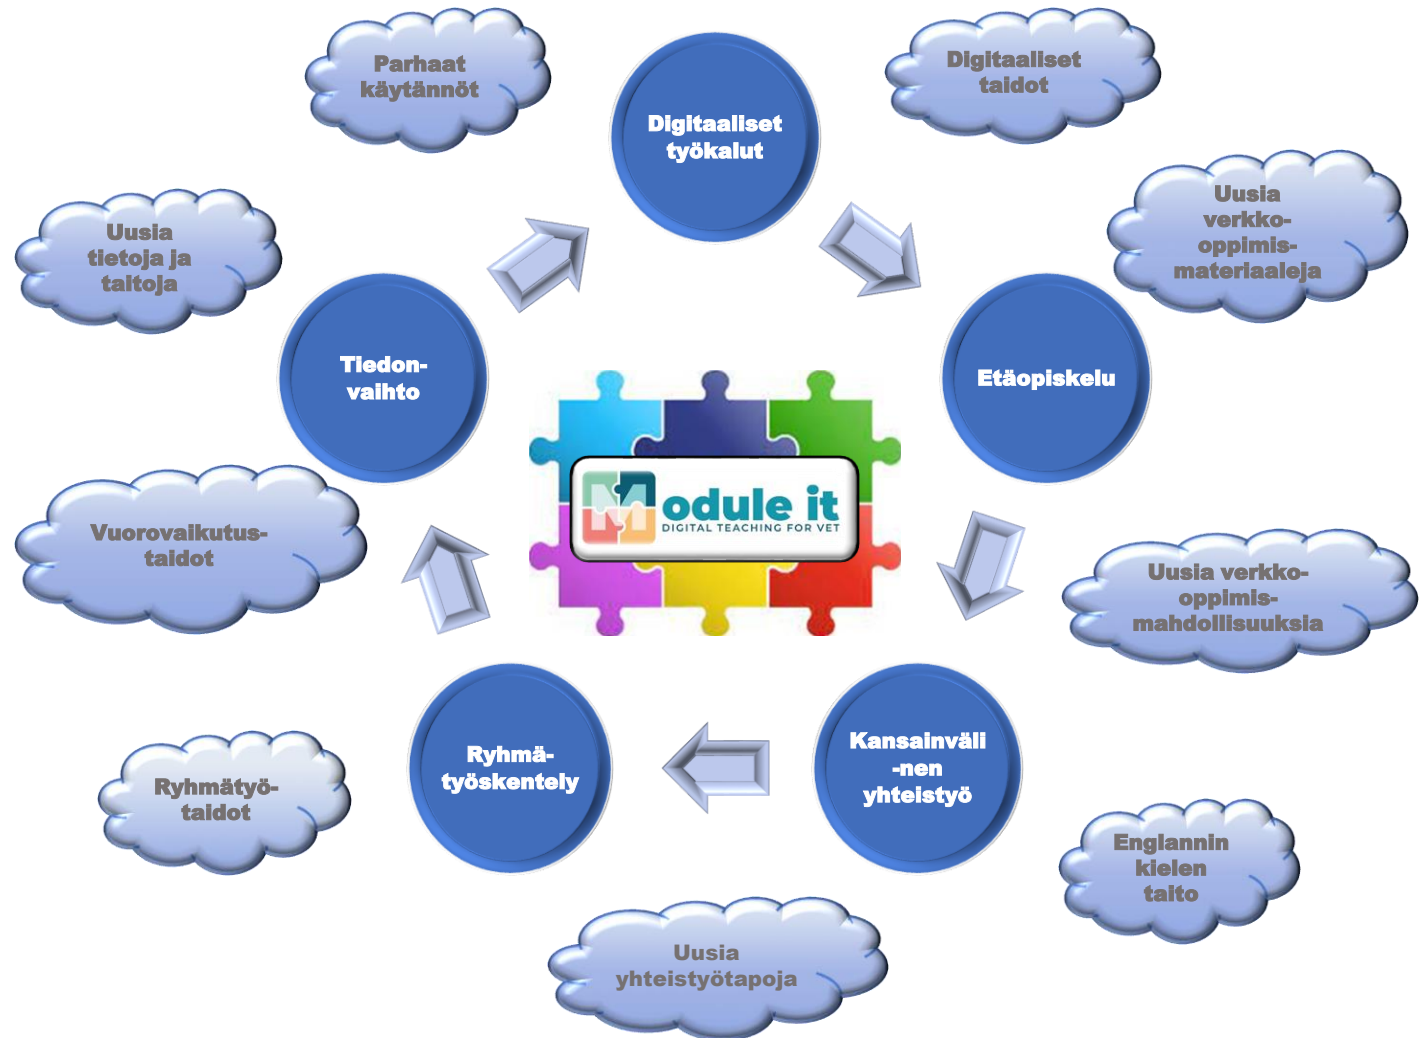 Parhaat
käytännöt
Digitaaliset
työkalut
Digitaaliset
taidot
Uusia
verkko-
oppimis-
materiaaleja
Uusia
tietoja ja
taitoja
Tiedon-
vaihto
Etäopiskelu
Module it
DIGITAL TEACHING FOR VET
Vuorovaikutus-
taidot
Uusia verkko-
oppimis-
mahdollisuuksia
Ryhmä-
työskentely
Kansainväli
-nen
yhteistyö
Ryhmätyö-
taidot
Englannin
kielen
taito
Uusia
yhteistyötapoja